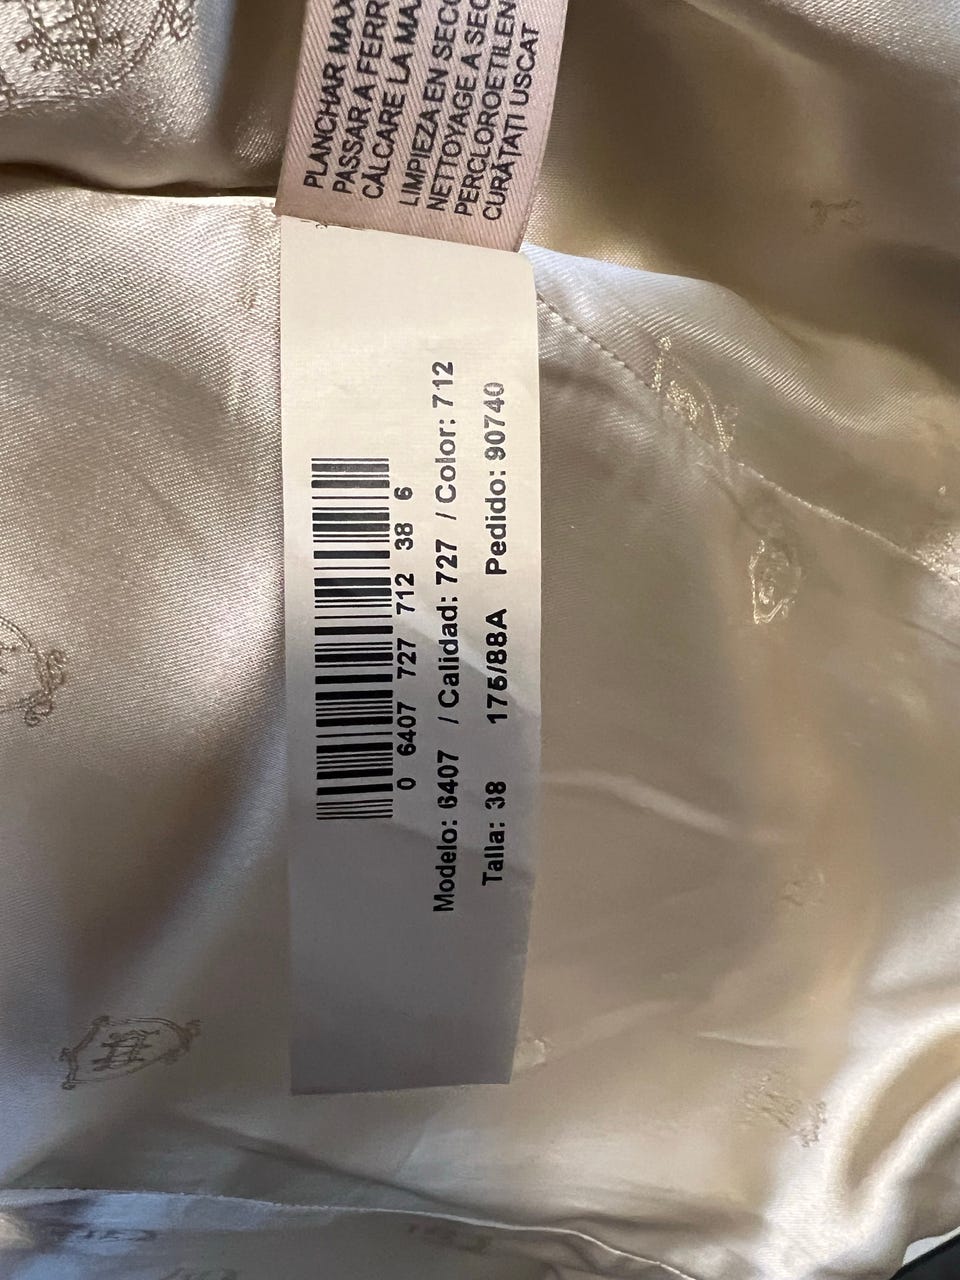 PLANCHAR MAX
PASSAR A FERR
CĂLCARE LA MA
LIMPIEZA EN SECO
NETTOYAGE A SEC
PERCLOROETILEN
CURĂȚAȚI USCAT
0 6407 727 712 38 6
Modelo: 6407 / Calidad: 727 / Color: 712
Talla: 38 175/88A Pedido: 90740